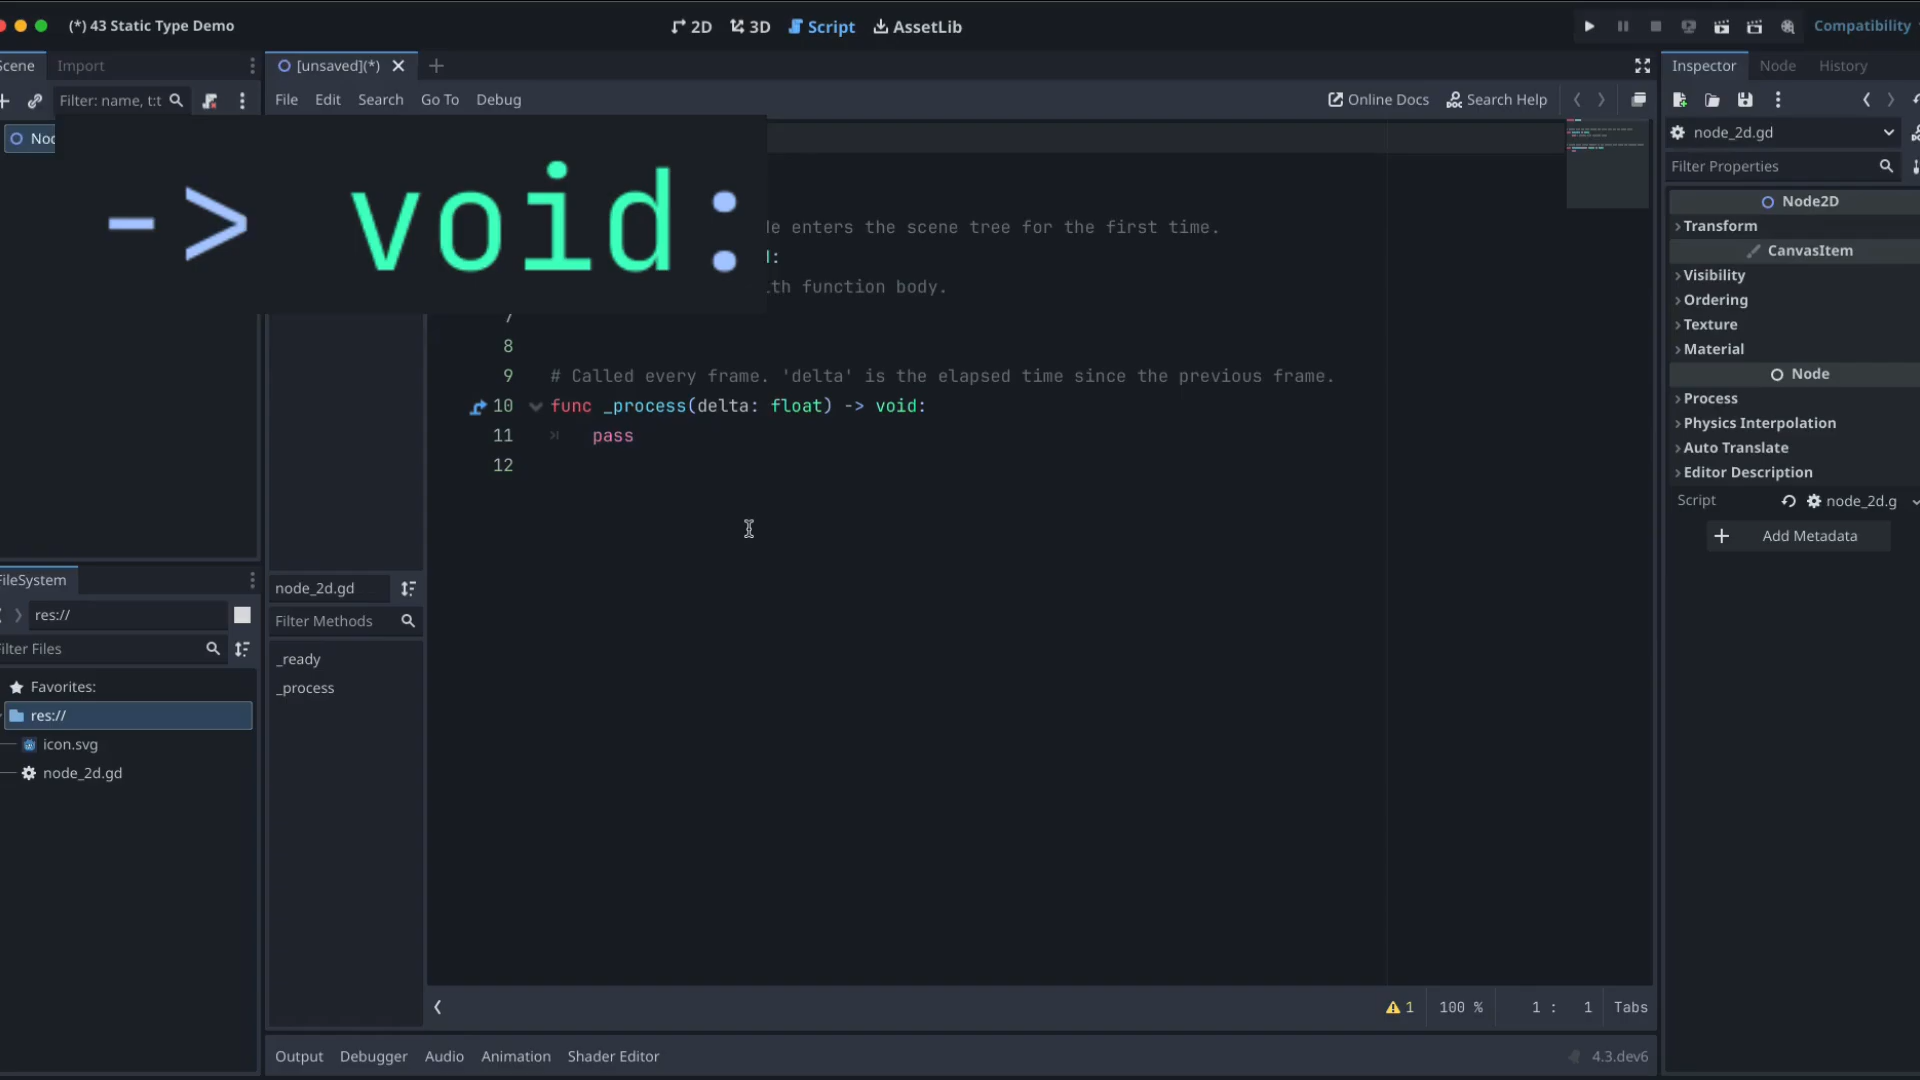 (*) 43 Static Type Demo
2D 3D Script AssetLib
Compatibility
Scene Import
[unsaved](*)
Inspector Node History
Filter: name, t:t
File Edit Search Go To Debug
Online Docs Search Help
node_2d.gd
Filter Properties
-> void:
enters the scene tree for the first time.
:
function body.
7
8
9 # Called every frame. 'delta' is the elapsed time since the previous frame.
10 func _process(delta: float) -> void:
11 pass
12
Node2D
Transform
CanvasItem
Visibility
Ordering
Texture
Material
Node
Process
Physics Interpolation
Auto Translate
Editor Description
Script node_2d.g
Add Metadata
FileSystem
res://
Filter Files
Favorites:
res://
icon.svg
node_2d.gd
node_2d.gd
Filter Methods
_ready
_process
1 100 % 1 : 1 Tabs
Output Debugger Audio Animation Shader Editor
4.3.dev6